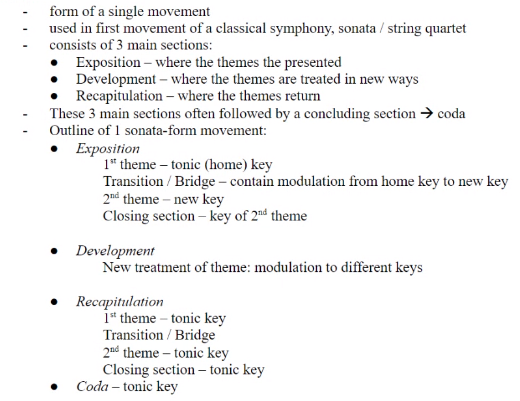 - form of a single movement
- used in first movement of a classical symphony, sonata / string quartet
- consists of 3 main sections:
● Exposition – where the themes the presented
● Development – where the themes are treated in new ways
● Recapitulation – where the themes return
- These 3 main sections often followed by a concluding section → coda
- Outline of 1 sonata-form movement:
● Exposition
1st theme – tonic (home) key
Transition / Bridge – contain modulation from home key to new key
2nd theme – new key
Closing section – key of 2nd theme
● Development
New treatment of theme: modulation to different keys
● Recapitulation
1st theme – tonic key
Transition / Bridge
2nd theme – tonic key
Closing section – tonic key
● Coda – tonic key